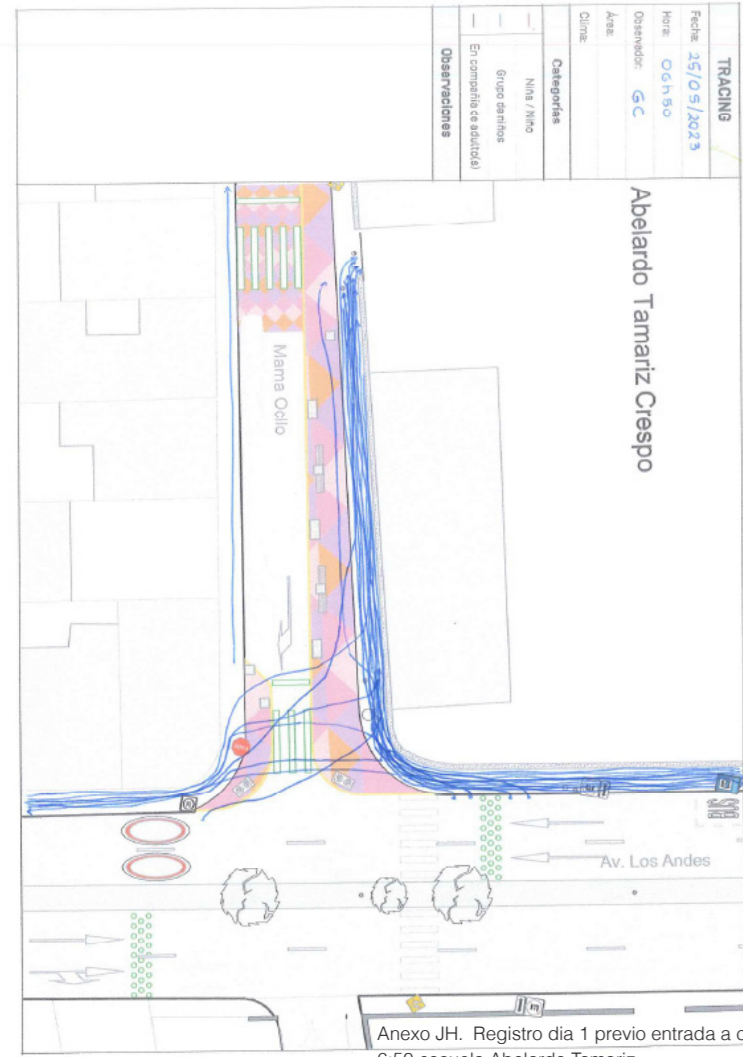 TRACING
Fecha: 25/05/2023
Hora: 06h50
Observador: GC
Área:
Clima:
Categorías
Niña / Niño
Grupo de niños
En compañía de adulto(s)
Observaciones
Abelardo Tamariz Crespo
Mama Ocllo
Av. Los Andes
Anexo JH. Registro dia 1 previo entrada a
6:50 escuela Abelardo Tamariz